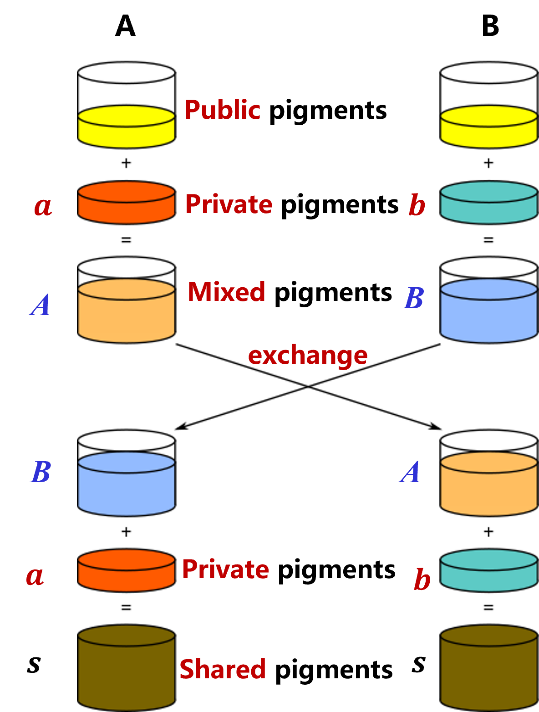 A B
Public pigments
+ +
a Private pigments b
= =
A Mixed pigments B
exchange
B A
+ +
a Private pigments b
= =
s Shared pigments s